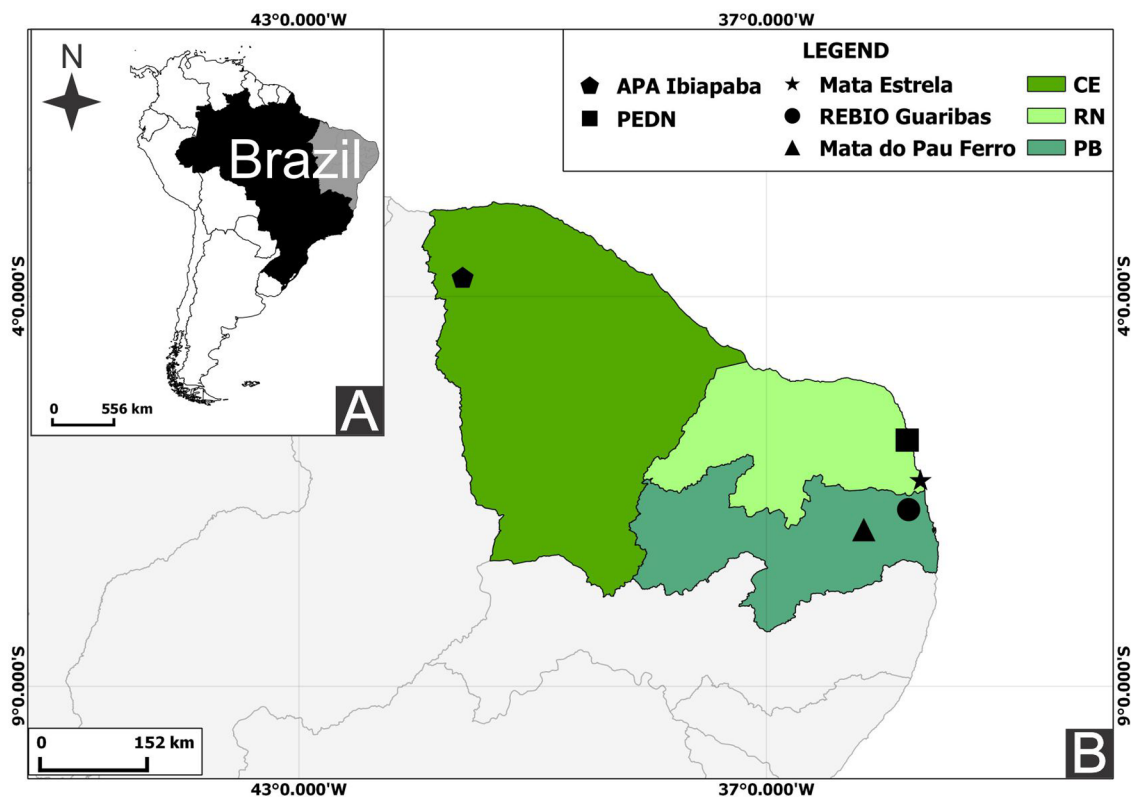 43°0.000'W 37°0.000'W
N
Brazil
0 556 km
A
LEGEND
APA Ibiapaba
PEDN
Mata Estrela
REBIO Guaribas
Mata do Pau Ferro
CE
RN
PB
4°0.000'S 4°0.000'S
9°0.000'S 9°0.000'S
0 152 km
B
43°0.000'W 37°0.000'W